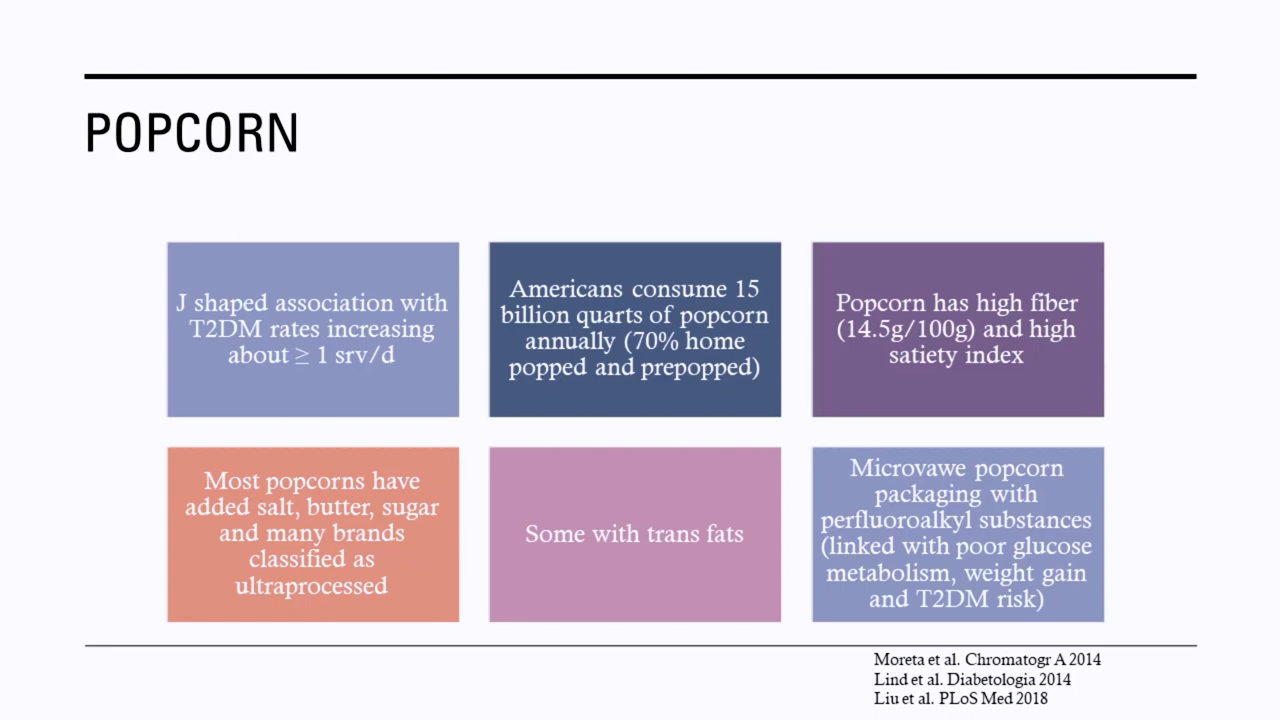 POPCORN
J shaped association with
T2DM rates increasing
about ≥ 1 srv/d
Americans consume 15
billion quarts of popcorn
annually (70% home
popped and prepopped)
Popcorn has high fiber
(14.5g/100g) and high
satiety index
Most popcorns have
added salt, butter, sugar
and many brands
classified as
ultraprocessed
Some with trans fats
Microvawe popcorn
packaging with
perfluoroalkyl substances
(linked with poor glucose
metabolism, weight gain
and T2DM risk)
Moreta et al. Chromatogr A 2014
Lind et al. Diabetologia 2014
Liu et al. PLoS Med 2018